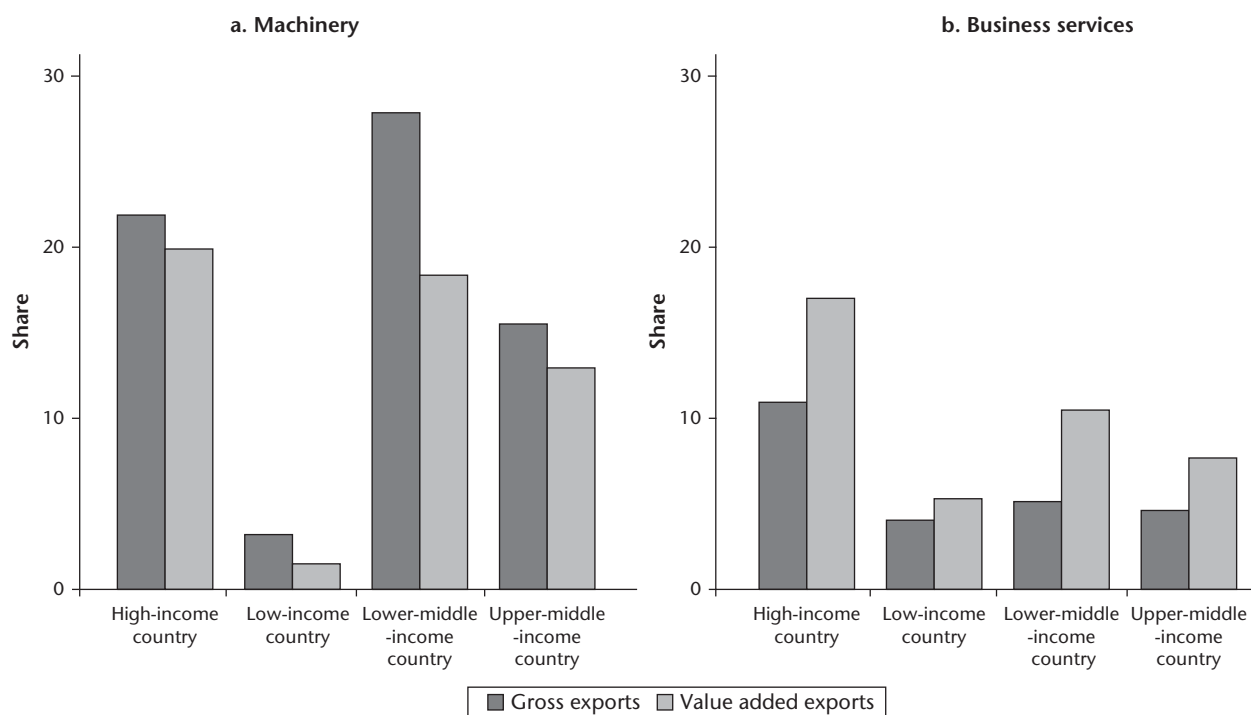 a. Machinery
30
20
10
0
Share
High-income
country
Low-income
country
Lower-middle
-income
country
Upper-middle
-income country
b. Business services
30
20
10
0
Share
High-income
country
Low-income
country
Lower-middle
-income
country
Upper-middle
-income country
Gross exports
Value added exports